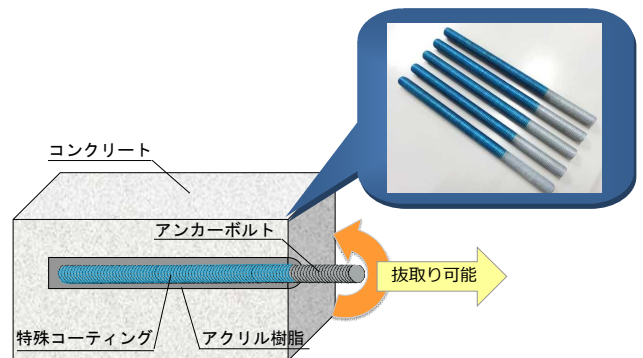 コンクリート
アンカーボルト
抜取り可能
特殊コーティング
アクリル樹脂